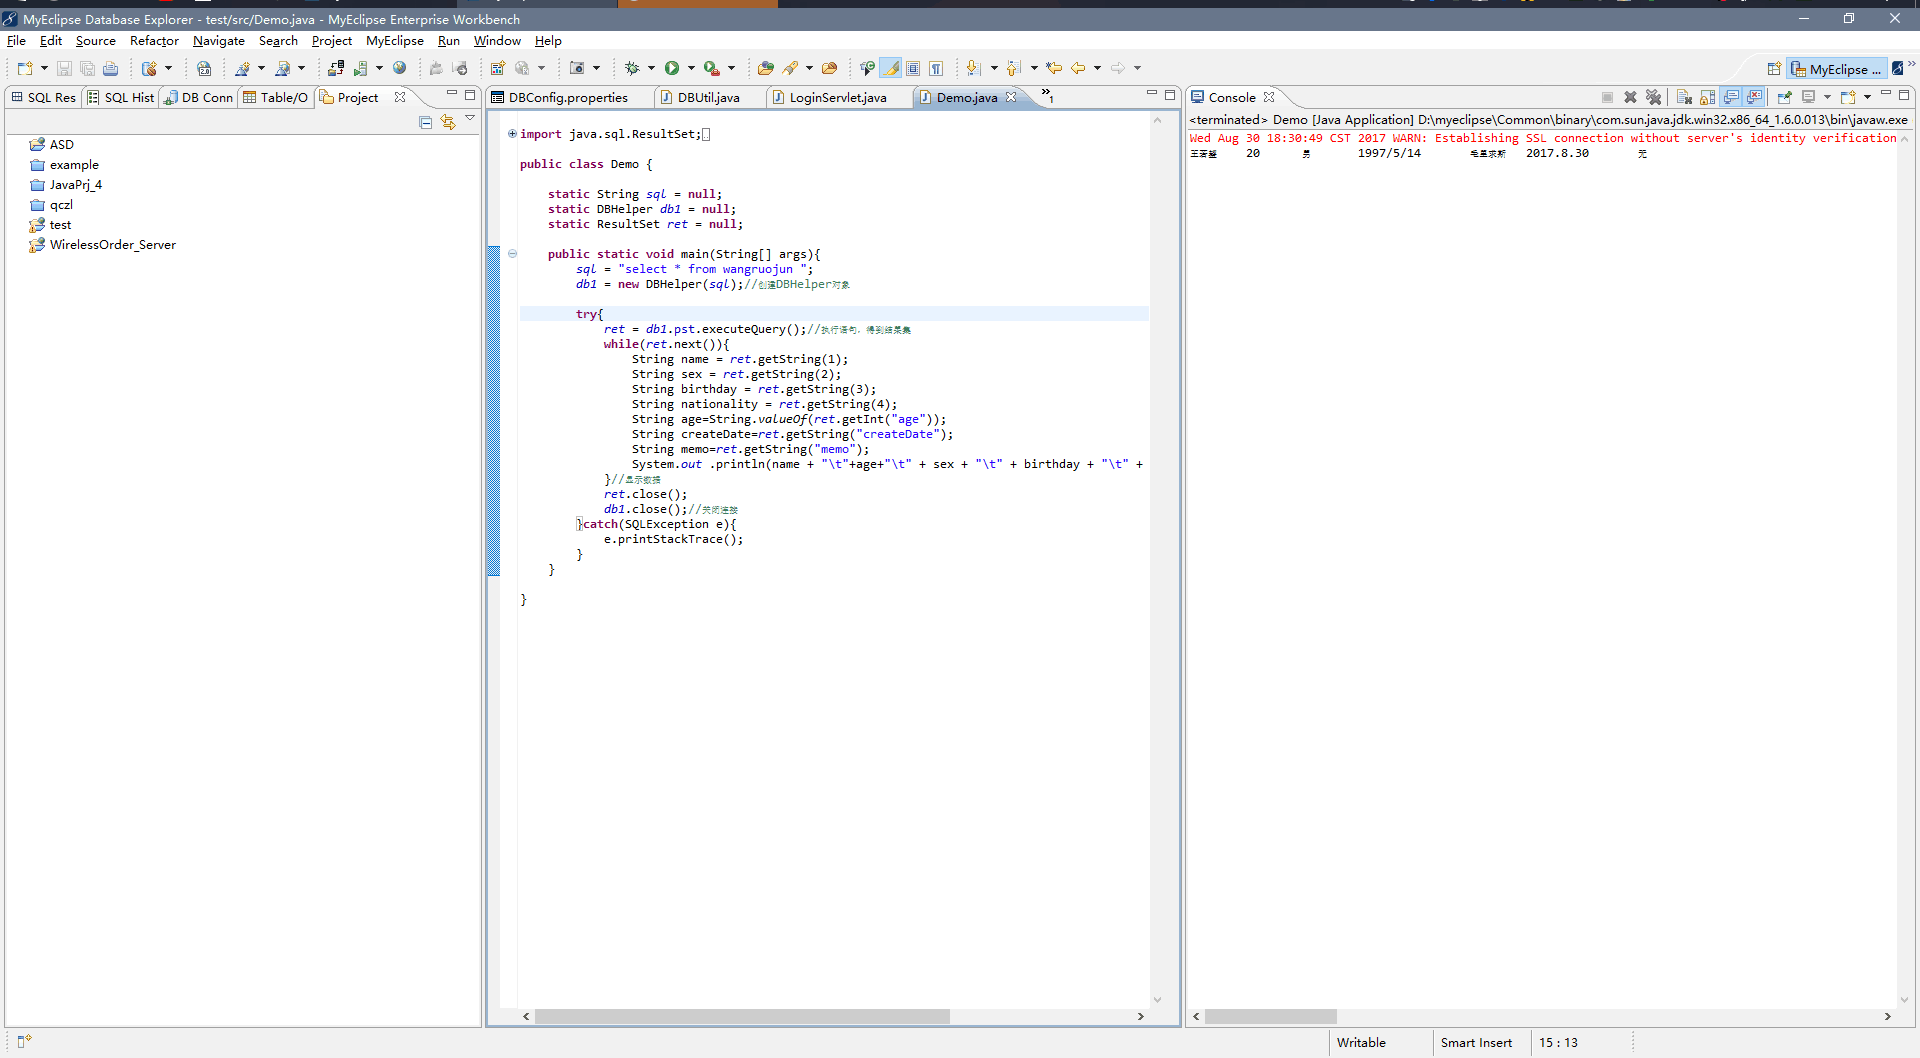 MyEclipse Database Explorer - test/src/Demo.java - MyEclipse Enterprise Workbench
File Edit Source Refactor Navigate Search Project MyEclipse Run Window Help
MyEclipse ...
SQL Res SQL Hist DB Conn Table/O Project
ASD
example
JavaPrj_4
qczl
test
WirelessOrder_Server
DBConfig.properties DBUtil.java LoginServlet.java Demo.java »1
import java.sql.ResultSet;
public class Demo {
static String sql = null;
static DBHelper db1 = null;
static ResultSet ret = null;
public static void main(String[] args){
sql = "select * from wangruojun ";
db1 = new DBHelper(sql);//创建DBHelper对象
try{
ret = db1.pst.executeQuery();//执行语句，得到结果集
while(ret.next()){
String name = ret.getString(1);
String sex = ret.getString(2);
String birthday = ret.getString(3);
String nationality = ret.getString(4);
String age=String.valueOf(ret.getInt("age"));
String createDate=ret.getString("createDate");
String memo=ret.getString("memo");
System.out .println(name + "\t"+age+"\t" + sex + "\t" + birthday + "\t" +
}//显示数据
ret.close();
db1.close();//关闭连接
}catch(SQLException e){
e.printStackTrace();
}
}
}
Console
<terminated> Demo [Java Application] D:\myeclipse\Common\binary\com.sun.java.jdk.win32.x86_64_1.6.0.013\bin\javaw.exe
Wed Aug 30 18:30:49 CST 2017 WARN: Establishing SSL connection without server's identity verification
20 男 1997/5/14 毛里求斯 2017.8.30 无
Writable Smart Insert 15 : 13